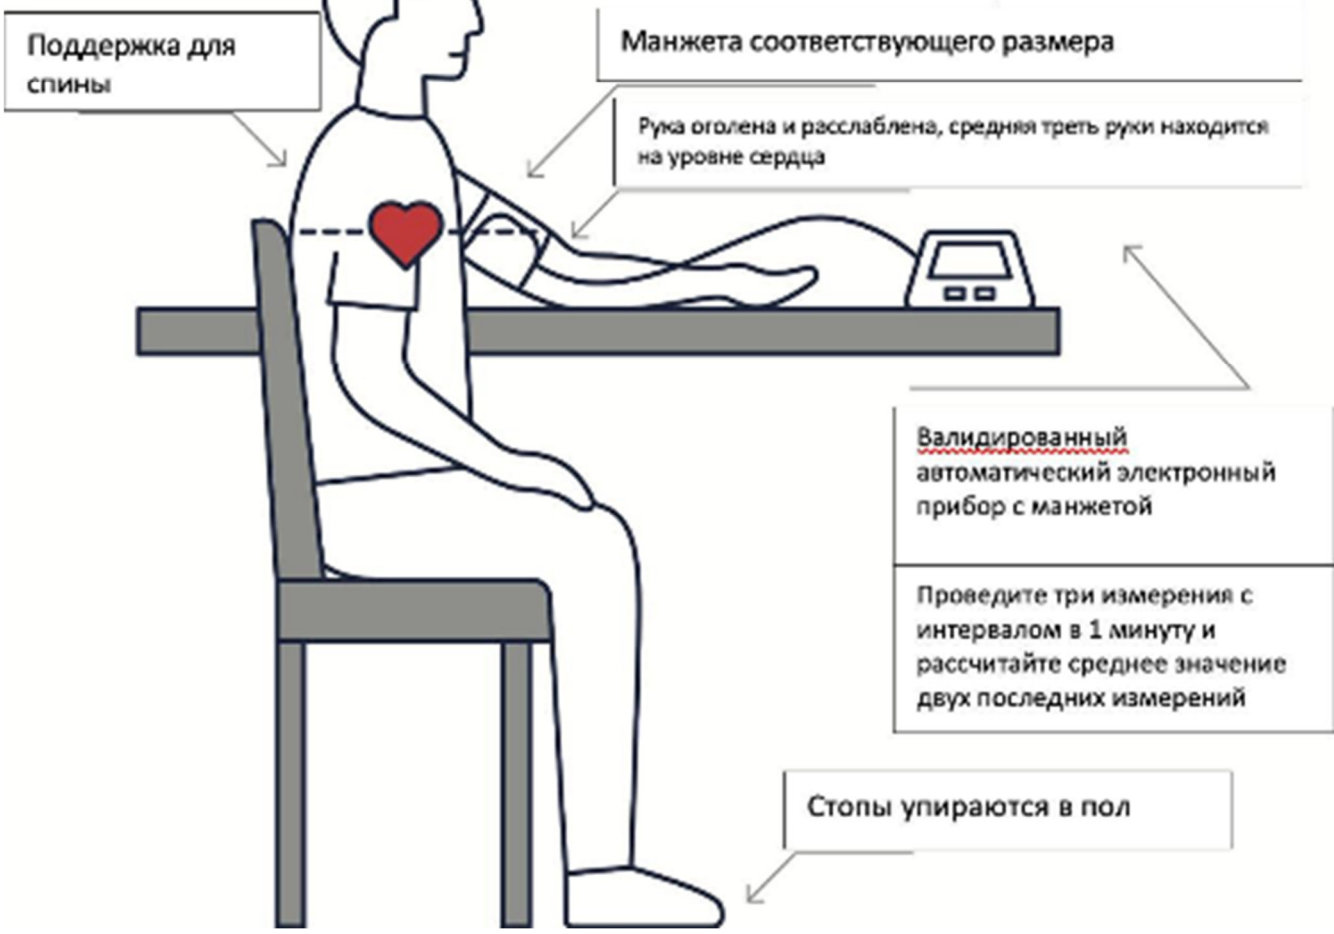 Поддержка для
спины
Манжета соответствующего размера
Рука оголена и расслаблена, средняя треть руки находится
на уровне сердца
Валидированный
автоматический электронный
прибор с манжетой
Проведите три измерения с
интервалом в 1 минуту и
рассчитайте среднее значение
двух последних измерений
Стопы упираются в пол